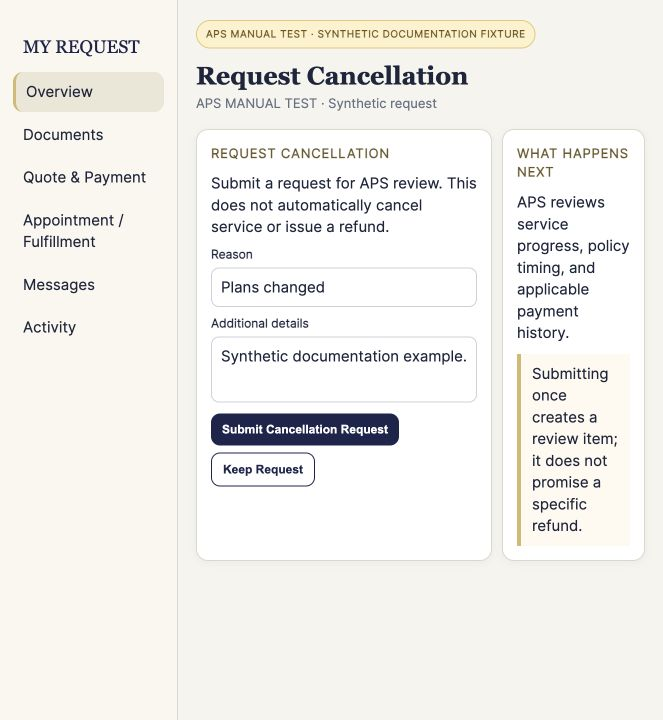 MY REQUEST
Overview
Documents
Quote & Payment
Appointment /
Fulfillment
Messages
Activity
APS MANUAL TEST · SYNTHETIC DOCUMENTATION FIXTURE
Request Cancellation
APS MANUAL TEST · Synthetic request
REQUEST CANCELLATION
Submit a request for APS review. This
does not automatically cancel
service or issue a refund.
Reason
Plans changed
Additional details
Synthetic documentation example.
Submit Cancellation Request
Keep Request
WHAT HAPPENS
NEXT
APS reviews
service
progress, policy
timing, and
applicable
payment
history.
Submitting
once
creates a
review item;
it does not
promise a
specific
refund.